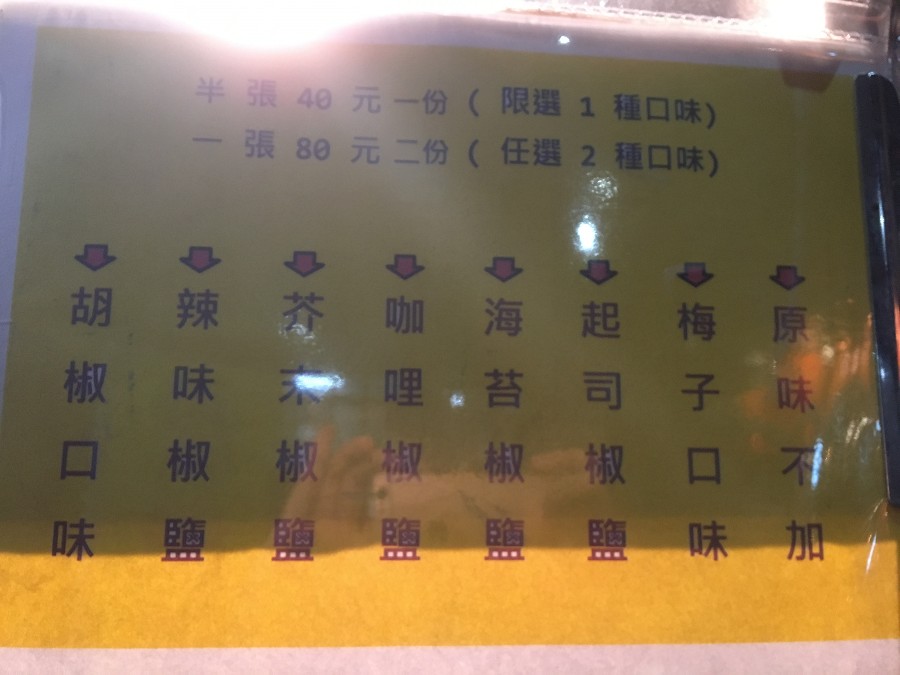 半張 40 元一份 ( 限選 1 種口味)
一張 80 元二份 ( 任選 2 種口味)
原味不加
梅子口味
起司椒鹽
海苔椒鹽
咖哩椒鹽
芥末椒鹽
辣味椒鹽
胡椒口味